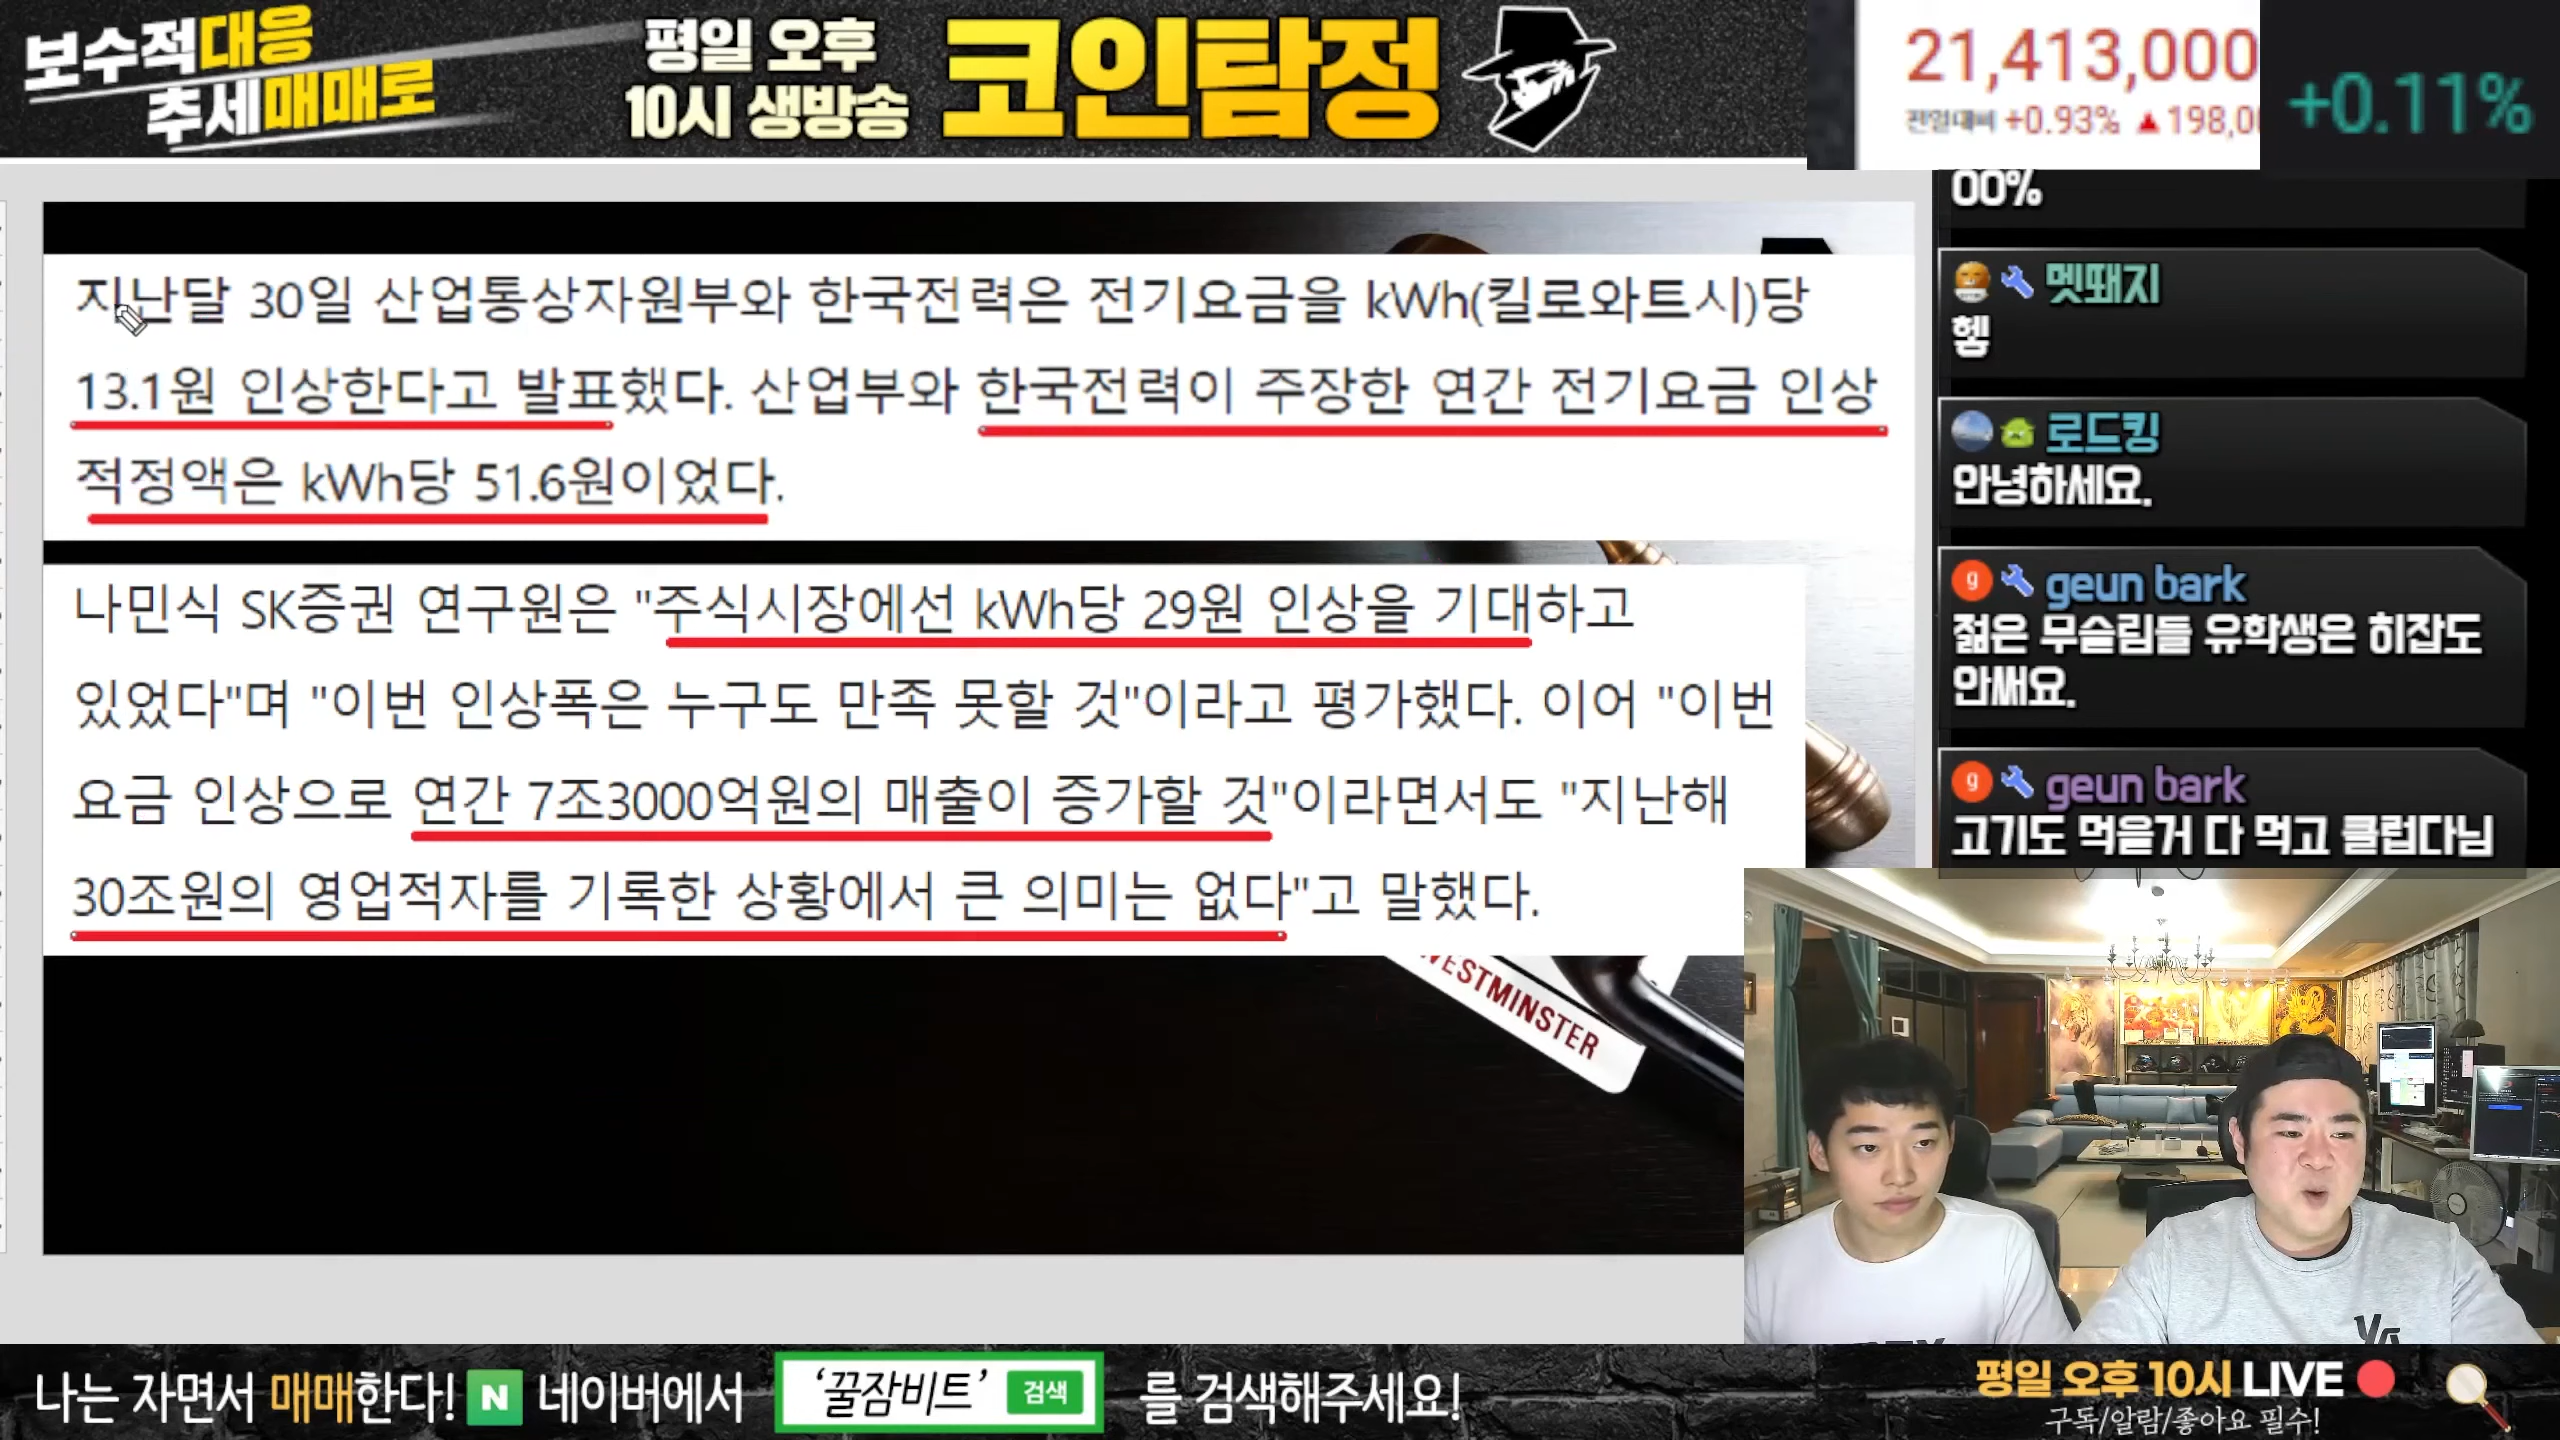 보수적대응
추세매매로
평일 오후
10시 생방송
코인탐정
21,413,000
전일대비 +0.93% ▲198,0
+0.11%
00%
지난달 30일 산업통상자원부와 한국전력은 전기요금을 kWh(킬로와트시)당
13.1원 인상한다고 발표했다. 산업부와 한국전력이 주장한 연간 전기요금 인상
적정액은 kWh당 51.6원이었다.
나민식 SK증권 연구원은 "주식시장에선 kWh당 29원 인상을 기대하고
있었다"며 "이번 인상폭은 누구도 만족 못할 것"이라고 평가했다. 이어 "이번
요금 인상으로 연간 7조3000억원의 매출이 증가할 것"이라면서도 "지난해
30조원의 영업적자를 기록한 상황에서 큰 의미는 없다"고 말했다.
WESTMINSTER
멧뙈지
헿
로드킹
안녕하세요.
g geun bark
젊은 무슬림들 유학생은 히잡도
안써요.
g geun bark
고기도 먹을거 다 먹고 클럽다님
나는 자면서 매매한다! N 네이버에서 '꿀잠비트' 검색 를 검색해주세요!
평일 오후 10시 LIVE
구독/알람/좋아요 필수!